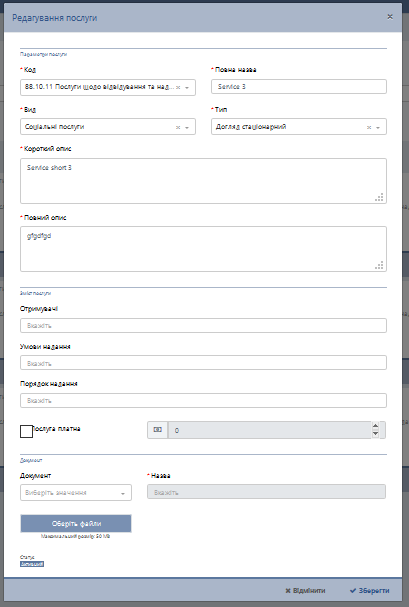 Редагування послуги
×
Параметри послуги
* Код
* Повна назва
88.10.11 Послуги щодо відвідування та над... ×
Service 3
* Вид
* Тип
Соціальні послуги ×
Догляд стаціонарний ×
* Короткий опис
Service short 3
* Повний опис
gfgdfgd
Зміст послуги
Отримувачі
Вкажіть
Умови надання
Вкажіть
Порядок надання
Вкажіть
Послуга платна
0
Документ
Документ
* Назва
Виберіть значення
Вкажіть
Оберіть файли
Максимальний розмір: 50 МБ
Статус
Активний
Відмінити
Зберегти